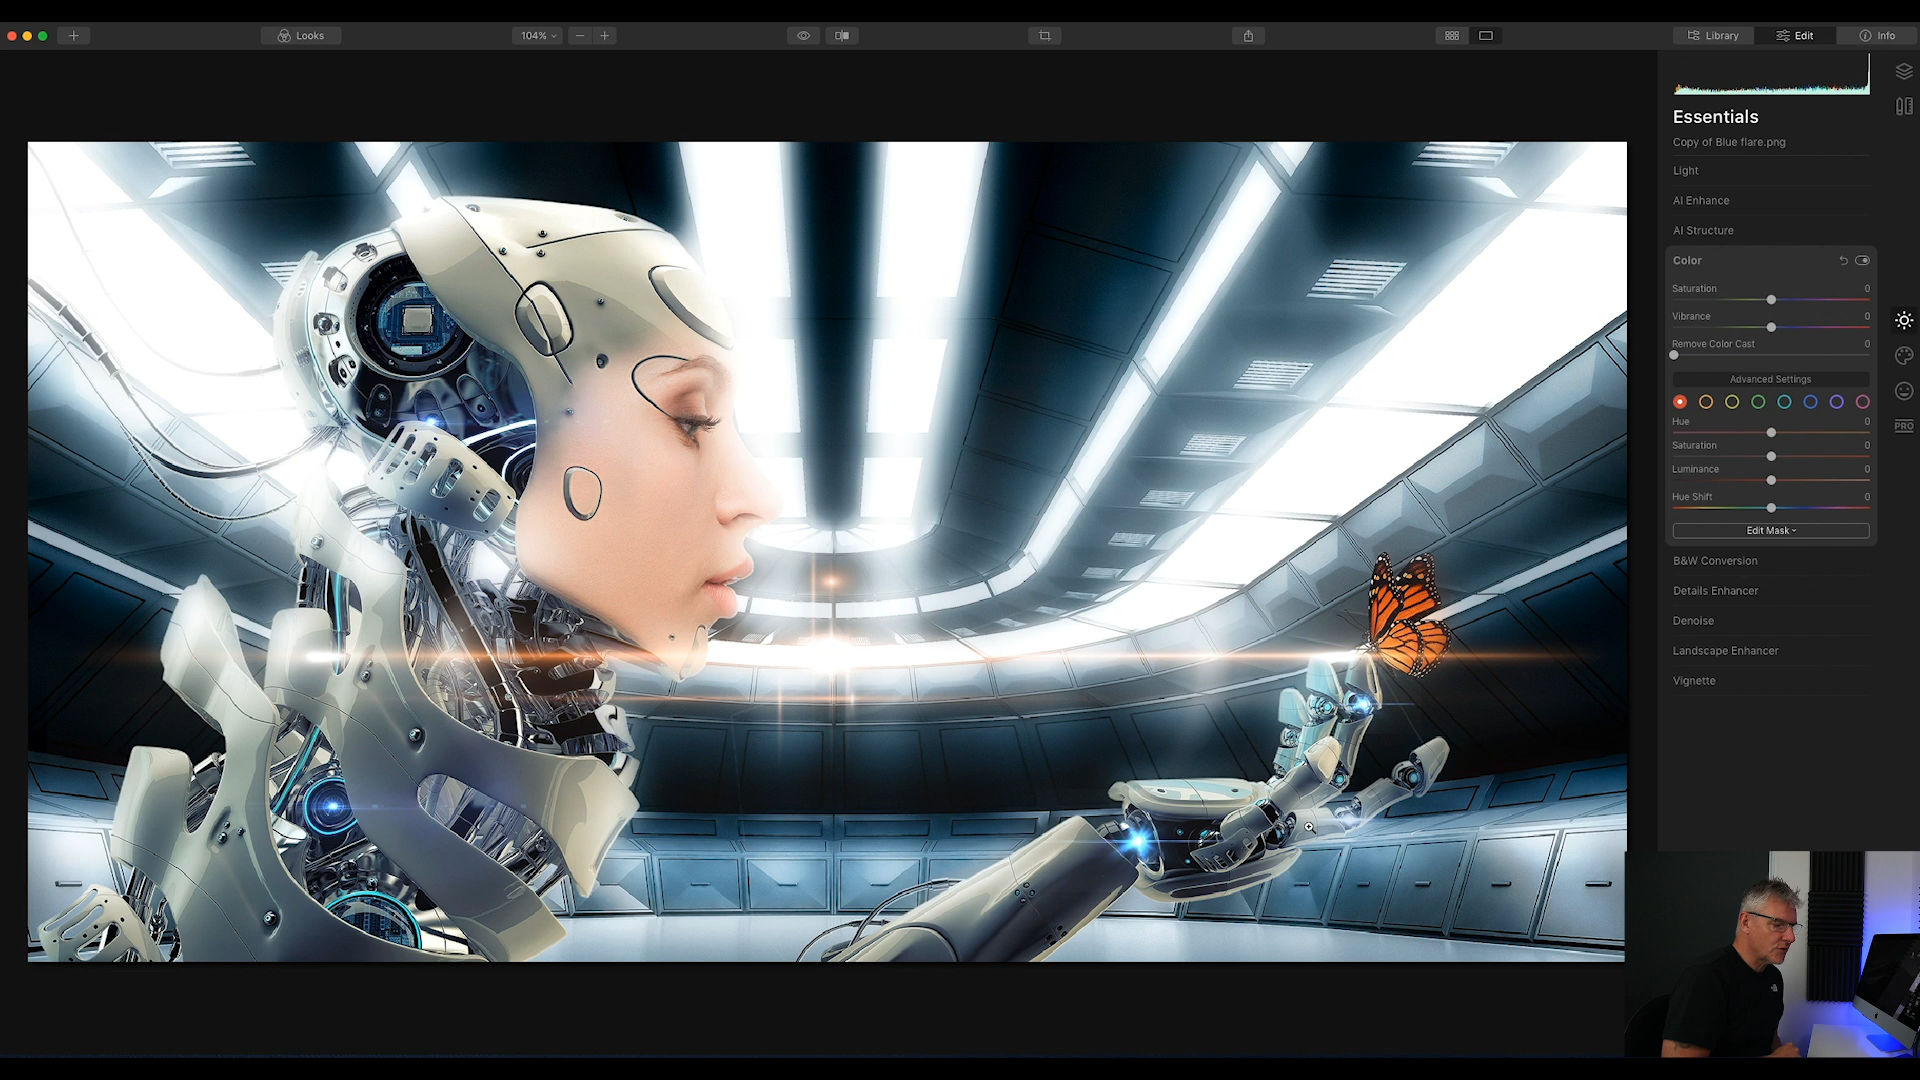 Looks
104%
Library
Edit
Info
Essentials
Copy of Blue flare.png
Light
AI Enhance
AI Structure
Color
Saturation 0
Vibrance 0
Remove Color Cast 0
Advanced Settings
Hue 0
Saturation 0
Luminance 0
Hue Shift 0
Edit Mask
B&W Conversion
Details Enhancer
Denoise
Landscape Enhancer
Vignette
PRO